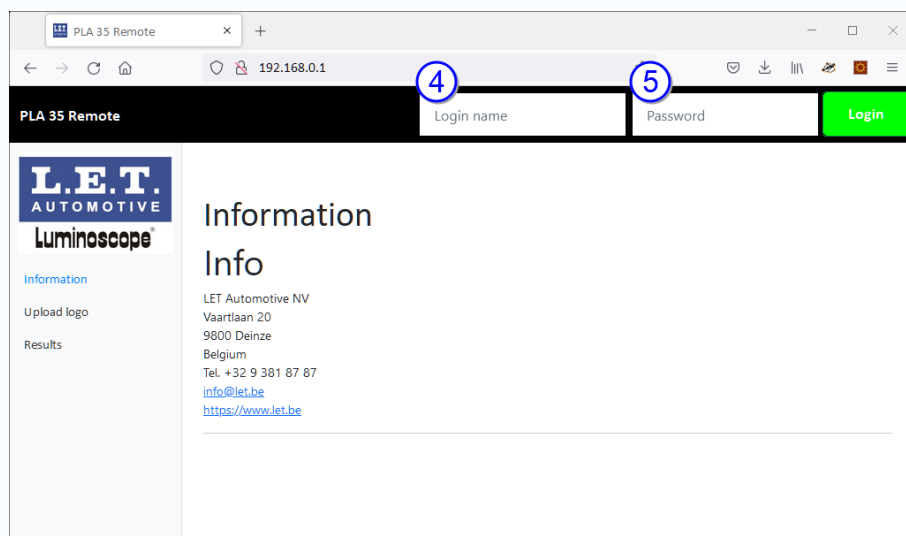 PLA 35 Remote
192.168.0.1
4
5
PLA 35 Remote
Login name
Password
Login
L.E.T.
AUTOMOTIVE
Luminoscope®
Information
Upload logo
Results
Information
Info
LET Automotive NV
Vaartlaan 20
9800 Deinze
Belgium
Tel. +32 9 381 87 87
info@let.be
https://www.let.be